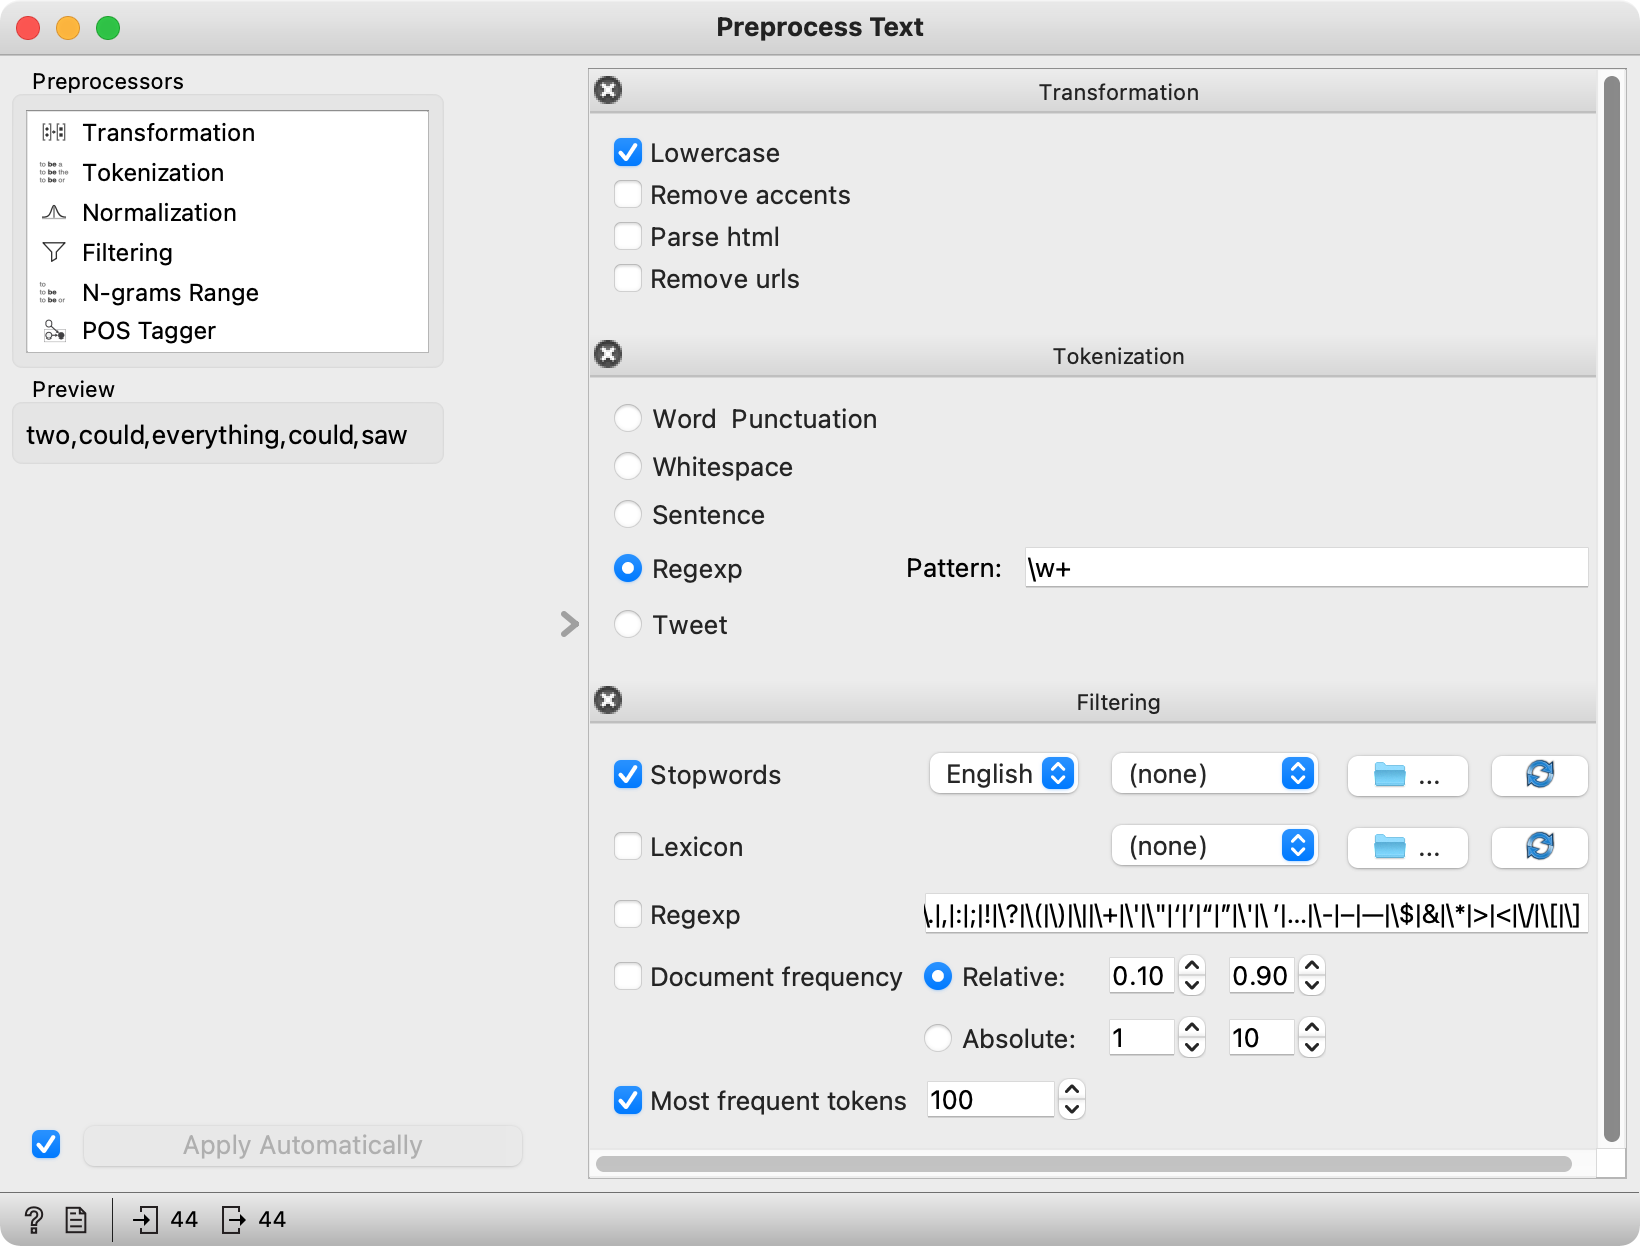 Preprocess Text
Preprocessors
Transformation
Tokenization
Normalization
Filtering
N-grams Range
POS Tagger
Preview
two,could,everything,could,saw
Transformation
Lowercase
Remove accents
Parse html
Remove urls
Tokenization
Word Punctuation
Whitespace
Sentence
Regexp Pattern: \w+
Tweet
Filtering
Stopwords English (none) ...
Lexicon (none) ...
Regexp \.|,|:|;|!|\?|\(|\)|\||\+|\'|\"|‘|’|“|”|\'|\ ’|…|\-|–|—|\$|&|\*|>|<|\/|\[|\]
Document frequency Relative: 0.10 0.90
Absolute: 1 10
Most frequent tokens 100
Apply Automatically
? 44 44